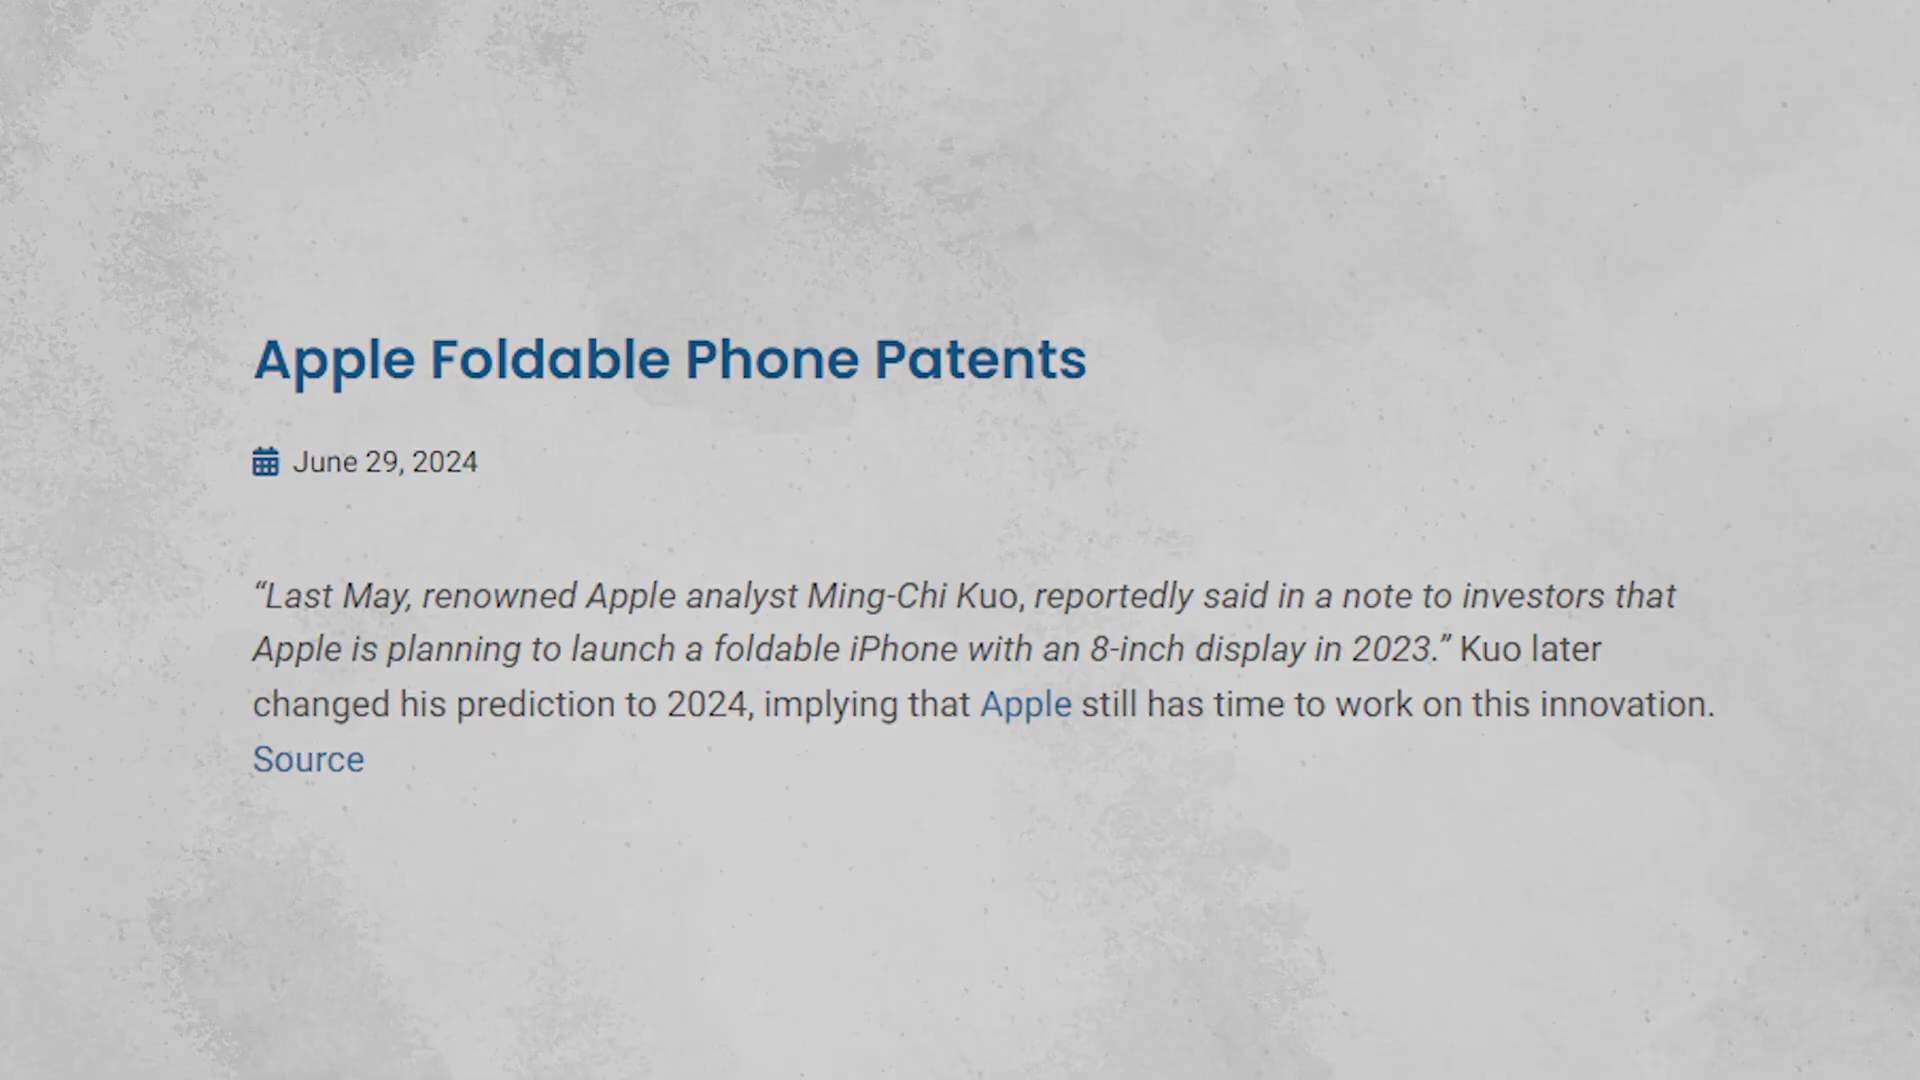 Apple Foldable Phone Patents
June 29, 2024
“Last May, renowned Apple analyst Ming-Chi Kuo, reportedly said in a note to investors that
Apple is planning to launch a foldable iPhone with an 8-inch display in 2023.” Kuo later
changed his prediction to 2024, implying that Apple still has time to work on this innovation.
Source